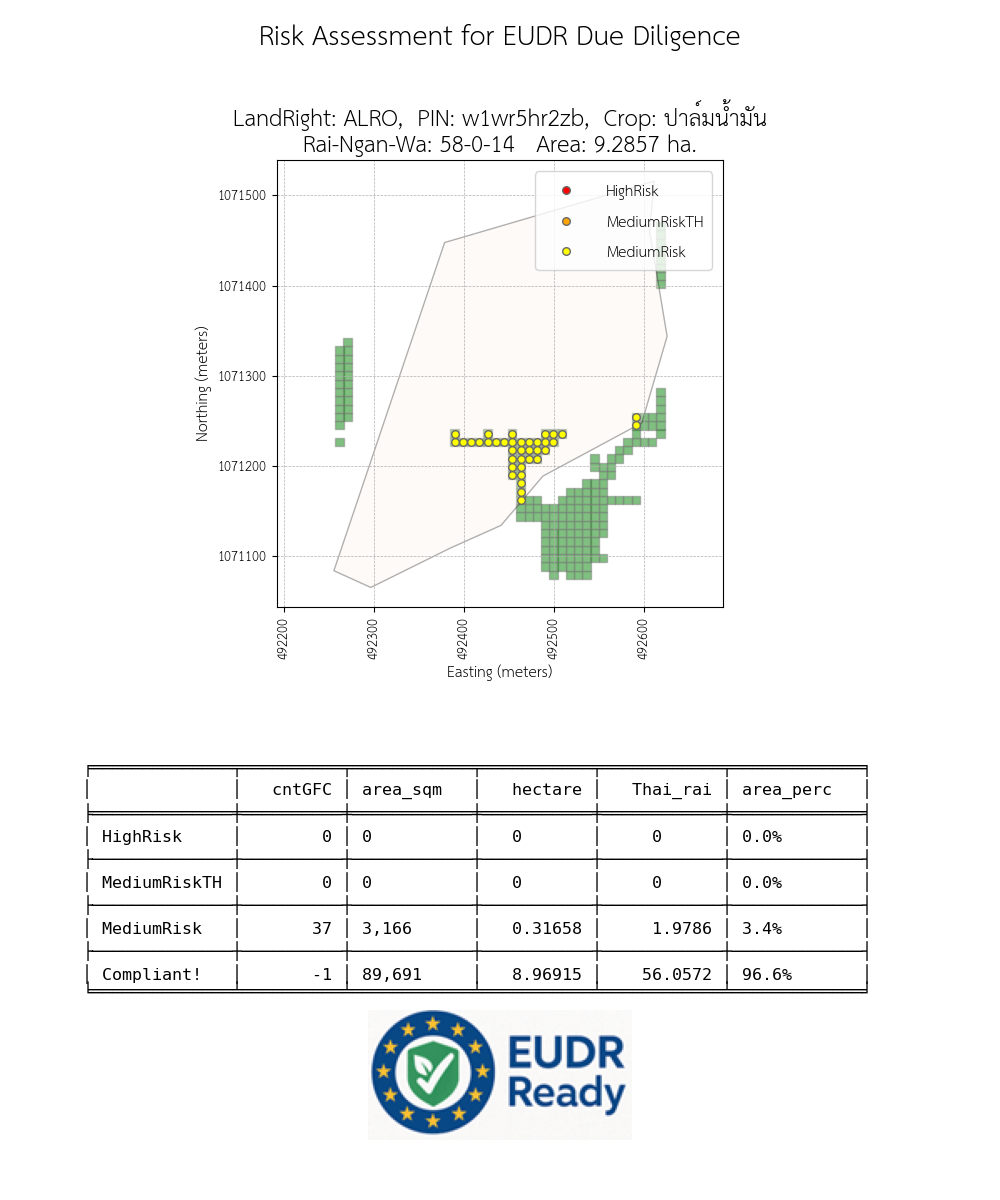 Risk Assessment for EUDR Due Diligence
LandRight: ALRO, PIN: w1wr5hr2zb, Crop: ปาล์มน้ำมัน
Rai-Ngan-Wa: 58-0-14 Area: 9.2857 ha.
HighRisk
MediumRiskTH
MediumRisk
1071500
1071400
1071300
1071200
1071100
Northing (meters)
492200 492300 492400 492500 492600
Easting (meters)
cntGFC area_sqm hectare Thai_rai area_perc
HighRisk 0 0 0 0 0.0%
MediumRiskTH 0 0 0 0 0.0%
MediumRisk 37 3,166 0.31658 1.9786 3.4%
Compliant! -1 89,691 8.96915 56.0572 96.6%
EUDR
Ready